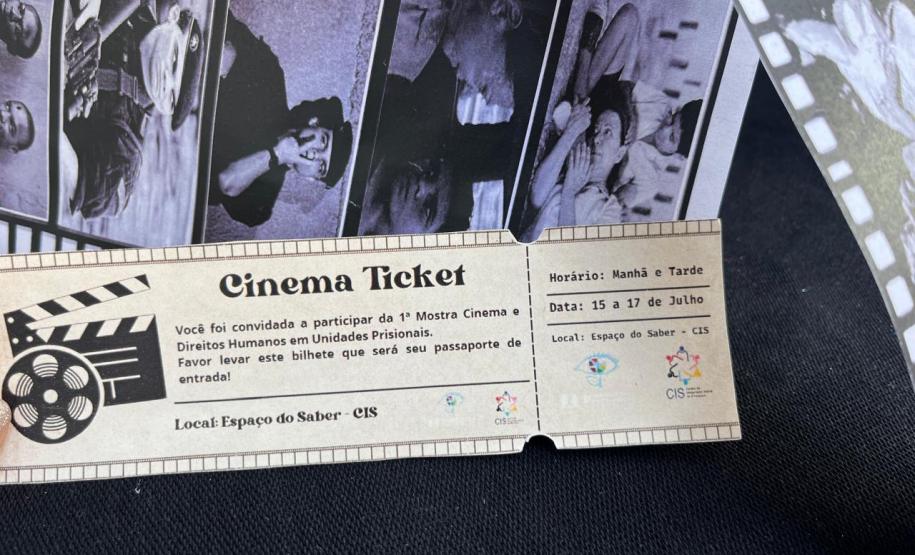 Cinema Ticket
Você foi convidada a participar da 1ª Mostra Cinema e
Direitos Humanos em Unidades Prisionais.
Favor levar este bilhete que será seu passaporte de
entrada!
Local: Espaço do Saber - CIS
CIS
Horário: Manhã e Tarde
Data: 15 a 17 de Julho
Local: Espaço do Saber - CIS
CIS